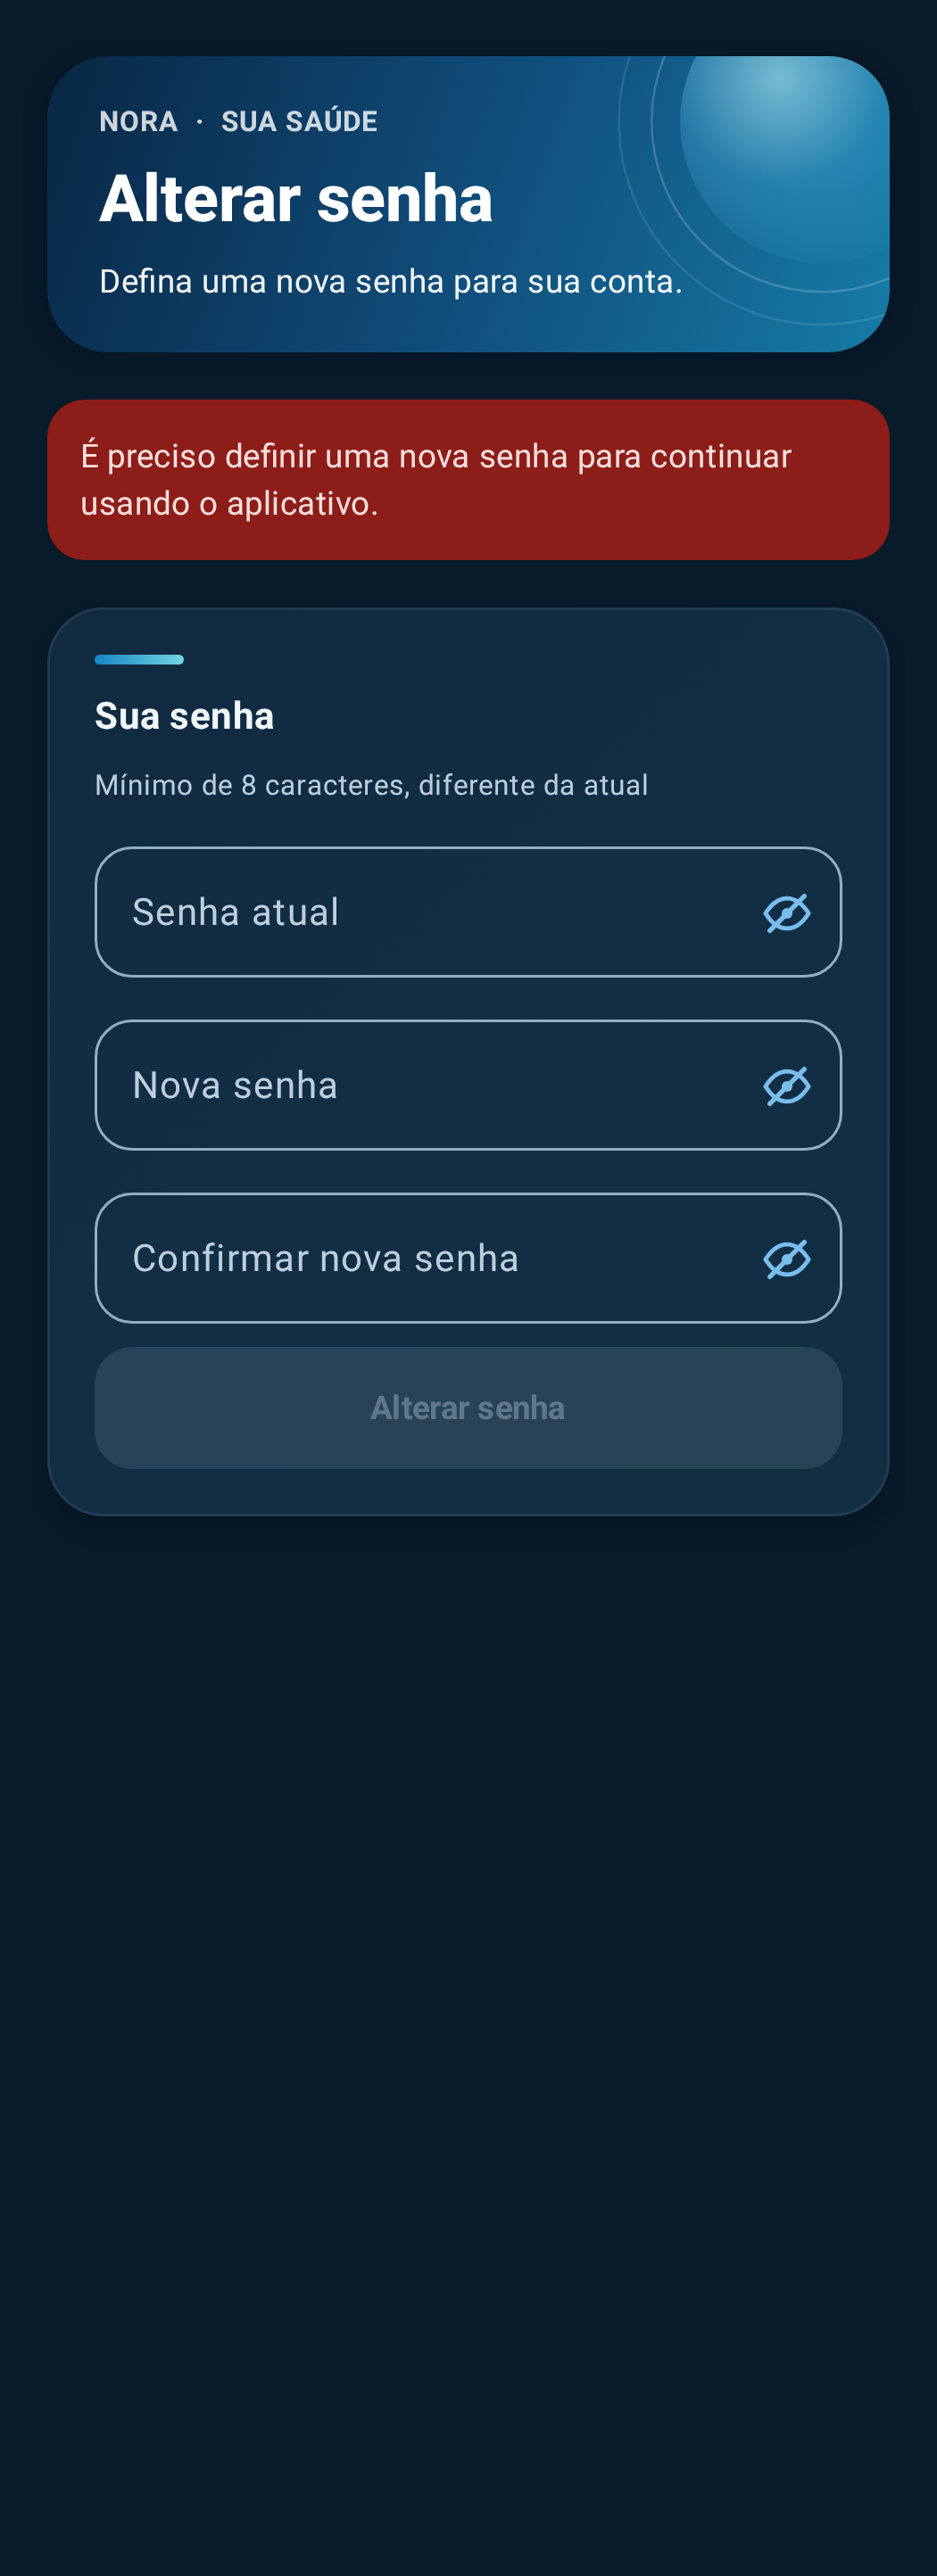 NORA · SUA SAÚDE
Alterar senha
Defina uma nova senha para sua conta.
É preciso definir uma nova senha para continuar
usando o aplicativo.
Sua senha
Mínimo de 8 caracteres, diferente da atual
Senha atual
Nova senha
Confirmar nova senha
Alterar senha